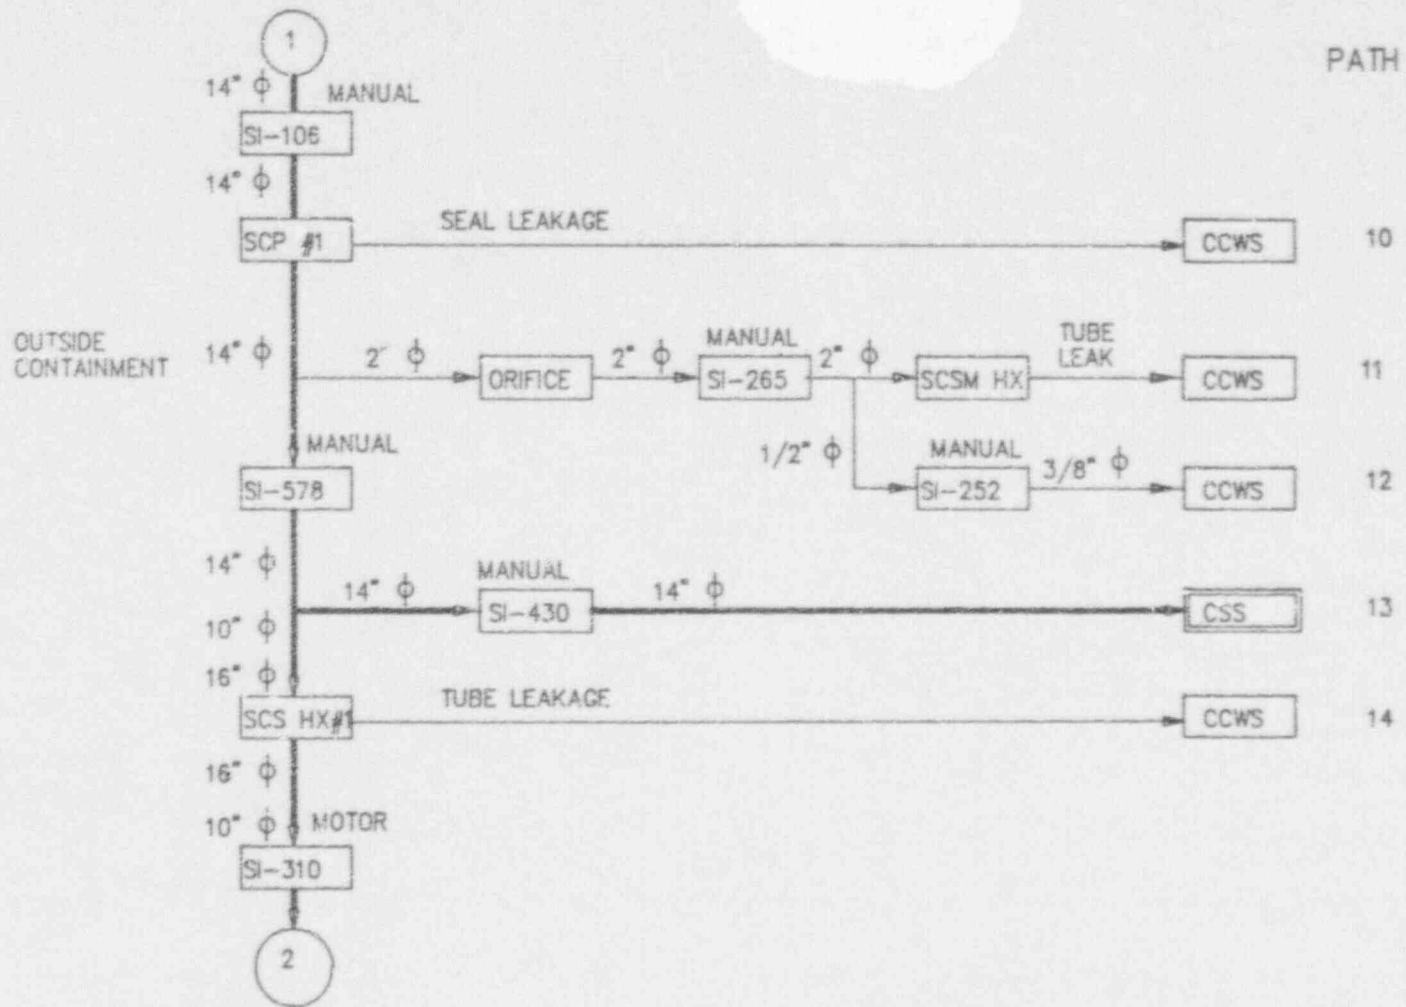 1
PATH
14" ϕ
MANUAL
SI-106
14" ϕ
SCP #1
SEAL LEAKAGE
CCWS
10
OUTSIDE
CONTAINMENT
14" ϕ
2" ϕ
ORIFICE
2" ϕ
MANUAL
SI-265
2" ϕ
SCSM HX
TUBE
LEAK
CCWS
11
MANUAL
SI-578
1/2" ϕ
MANUAL
SI-252
3/8" ϕ
CCWS
12
14" ϕ
14" ϕ
MANUAL
SI-430
14" ϕ
CSS
13
10" ϕ
16" ϕ
SCS HX#1
TUBE LEAKAGE
CCWS
14
16" ϕ
10" ϕ
MOTOR
SI-310
2